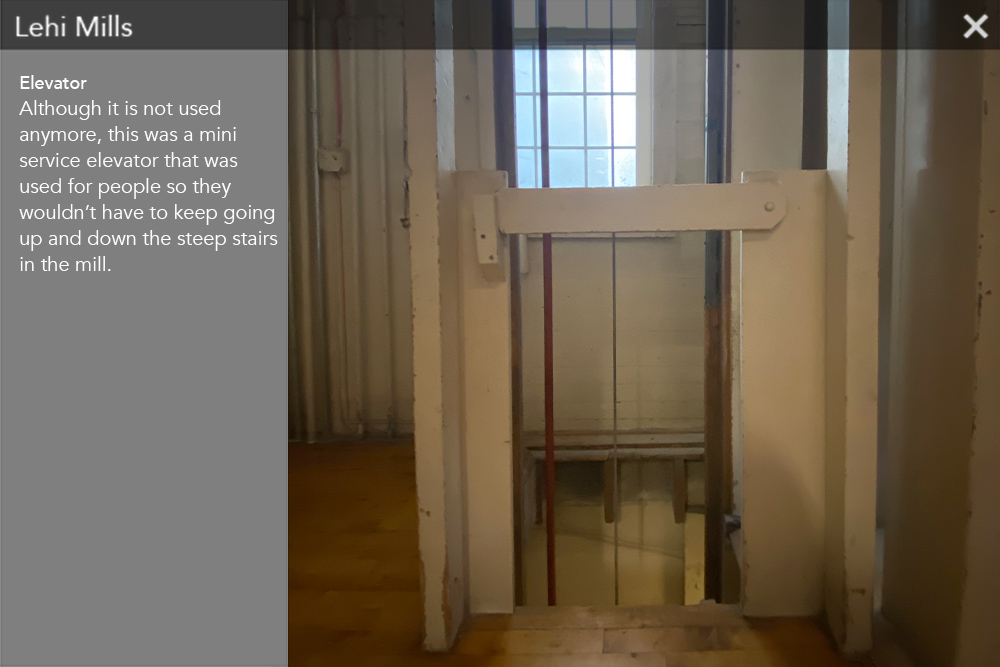 Lehi Mills
Elevator
Although it is not used
anymore, this was a mini
service elevator that was
used for people so they
wouldn’t have to keep going
up and down the steep stairs
in the mill.